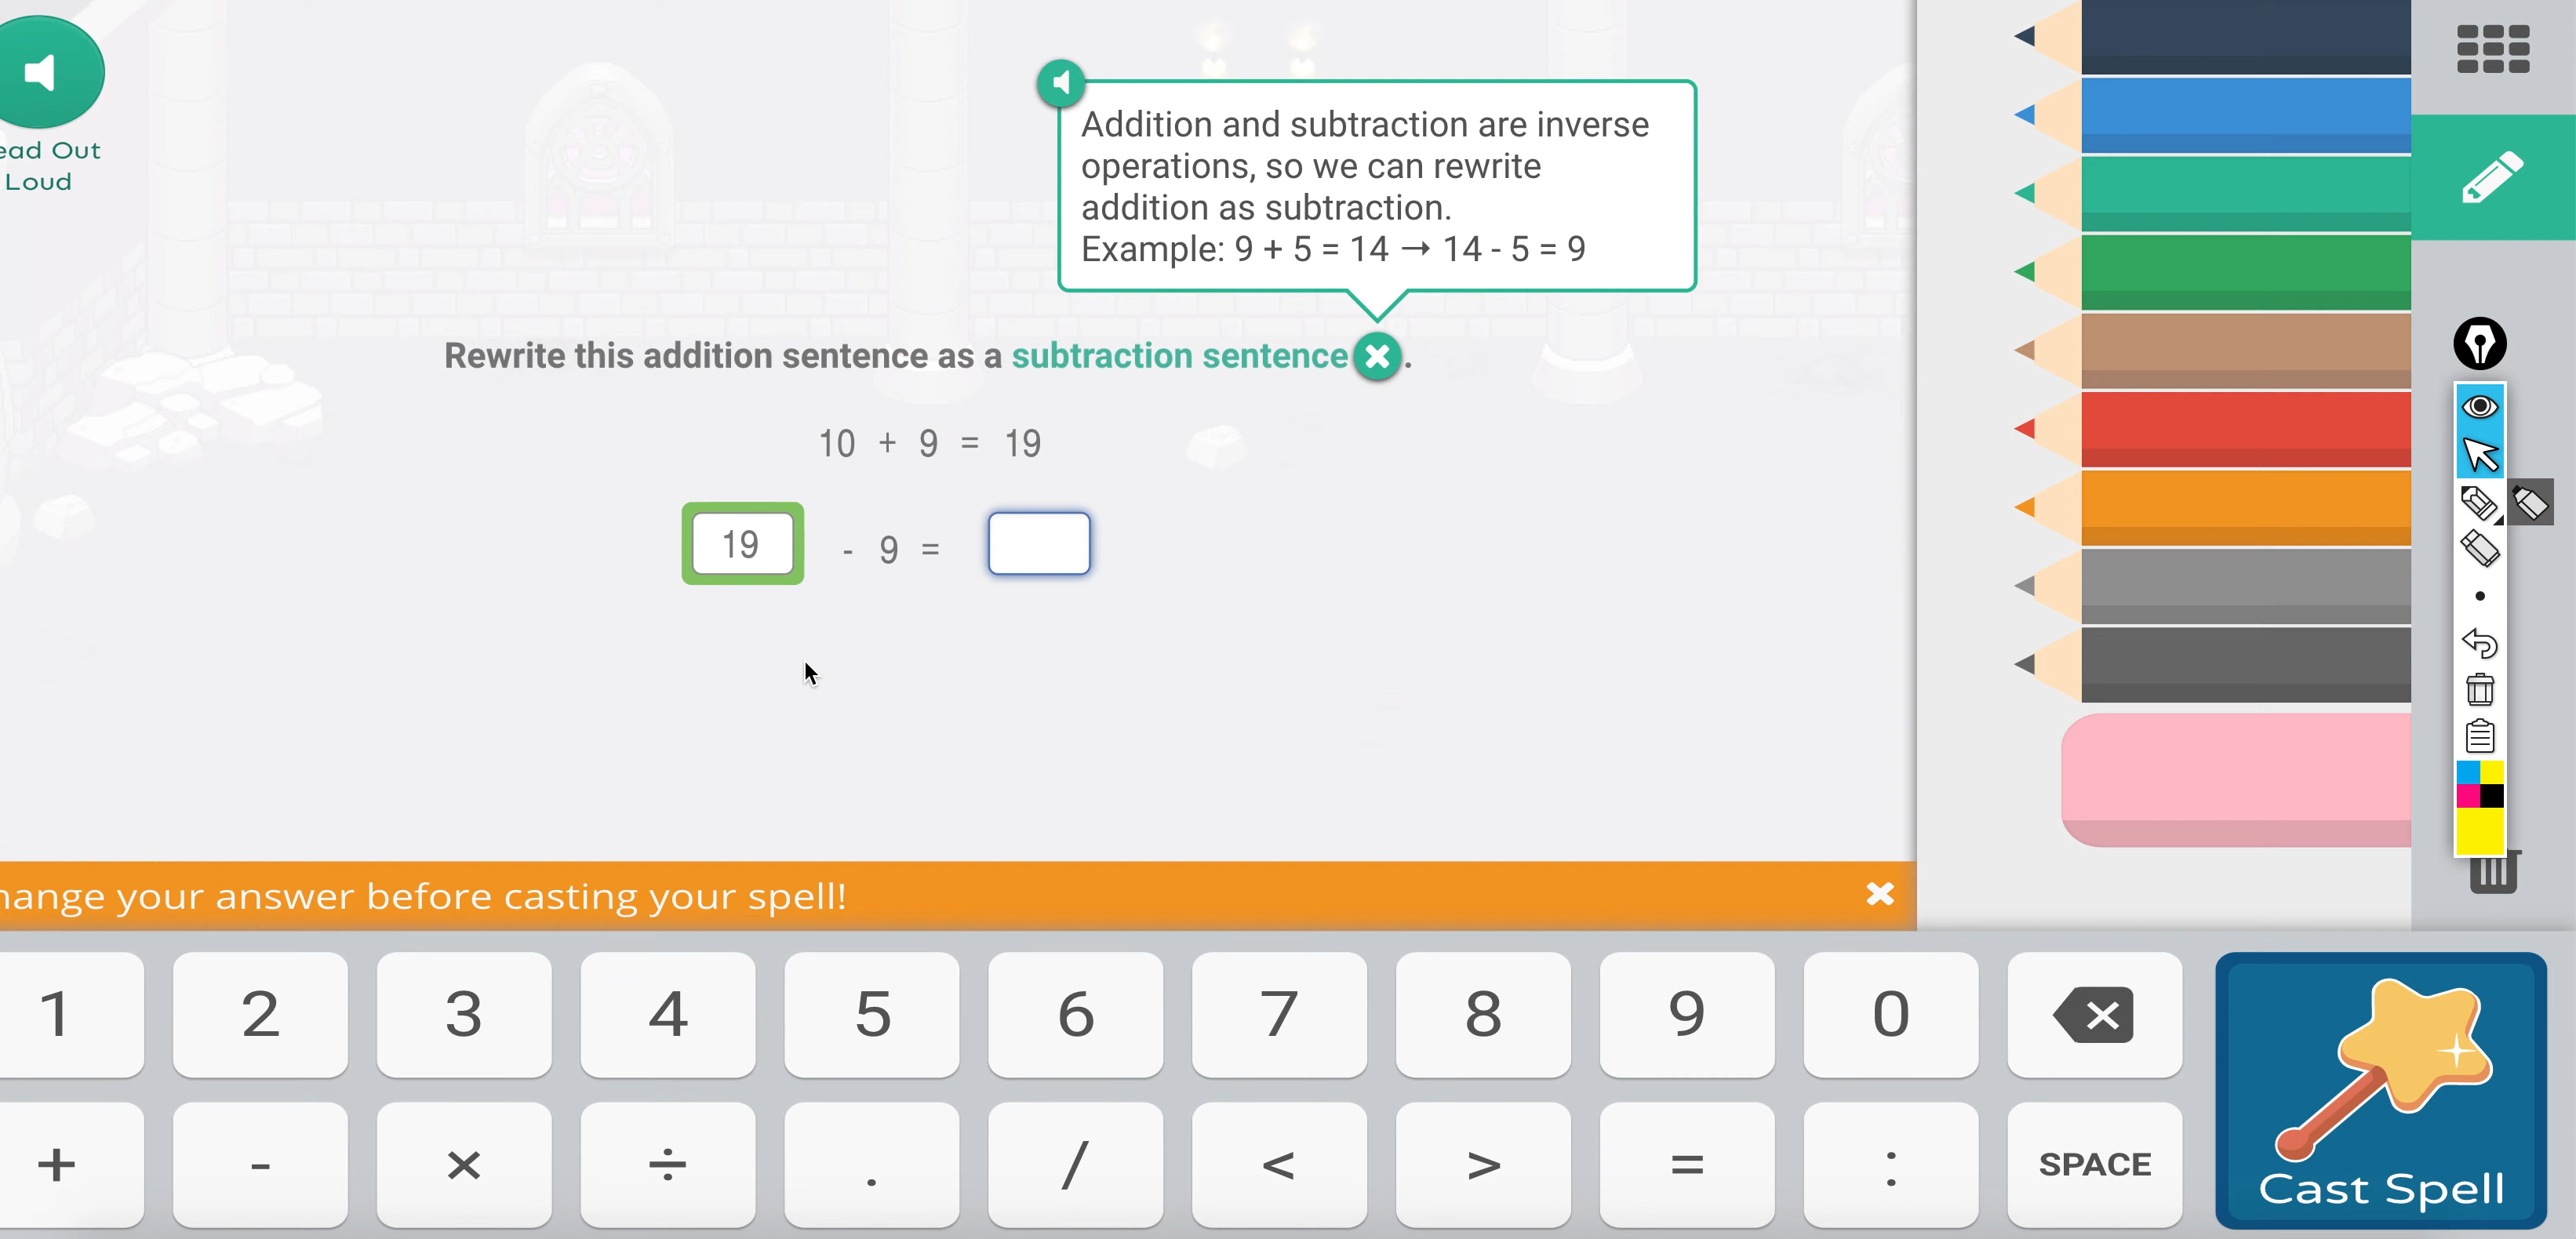 ead Out
Loud
Addition and subtraction are inverse
operations, so we can rewrite
addition as subtraction.
Example: 9 + 5 = 14 → 14 - 5 = 9
Rewrite this addition sentence as a subtraction sentence.
10 + 9 = 19
19 - 9 =
hange your answer before casting your spell!
1 2 3 4 5 6 7 8 9 0
+ - × ÷ . / < > = : SPACE
Cast Spell